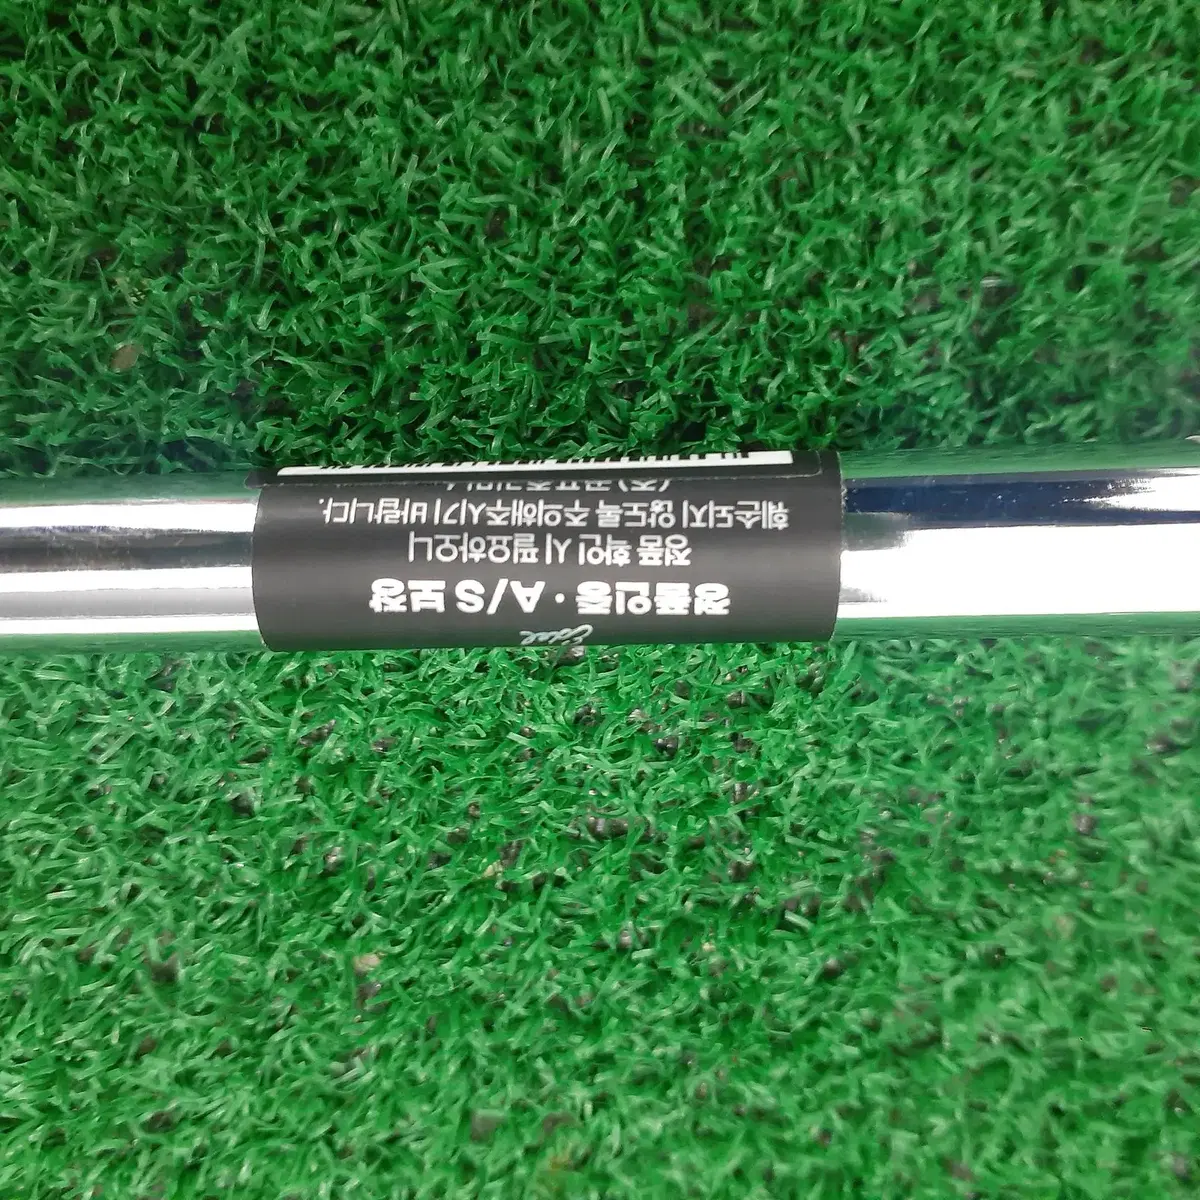 정품인증 · A/S 보장
정품 확인 시 필요하오니
훼손되지 않도록 주의해주시기 바랍니다.